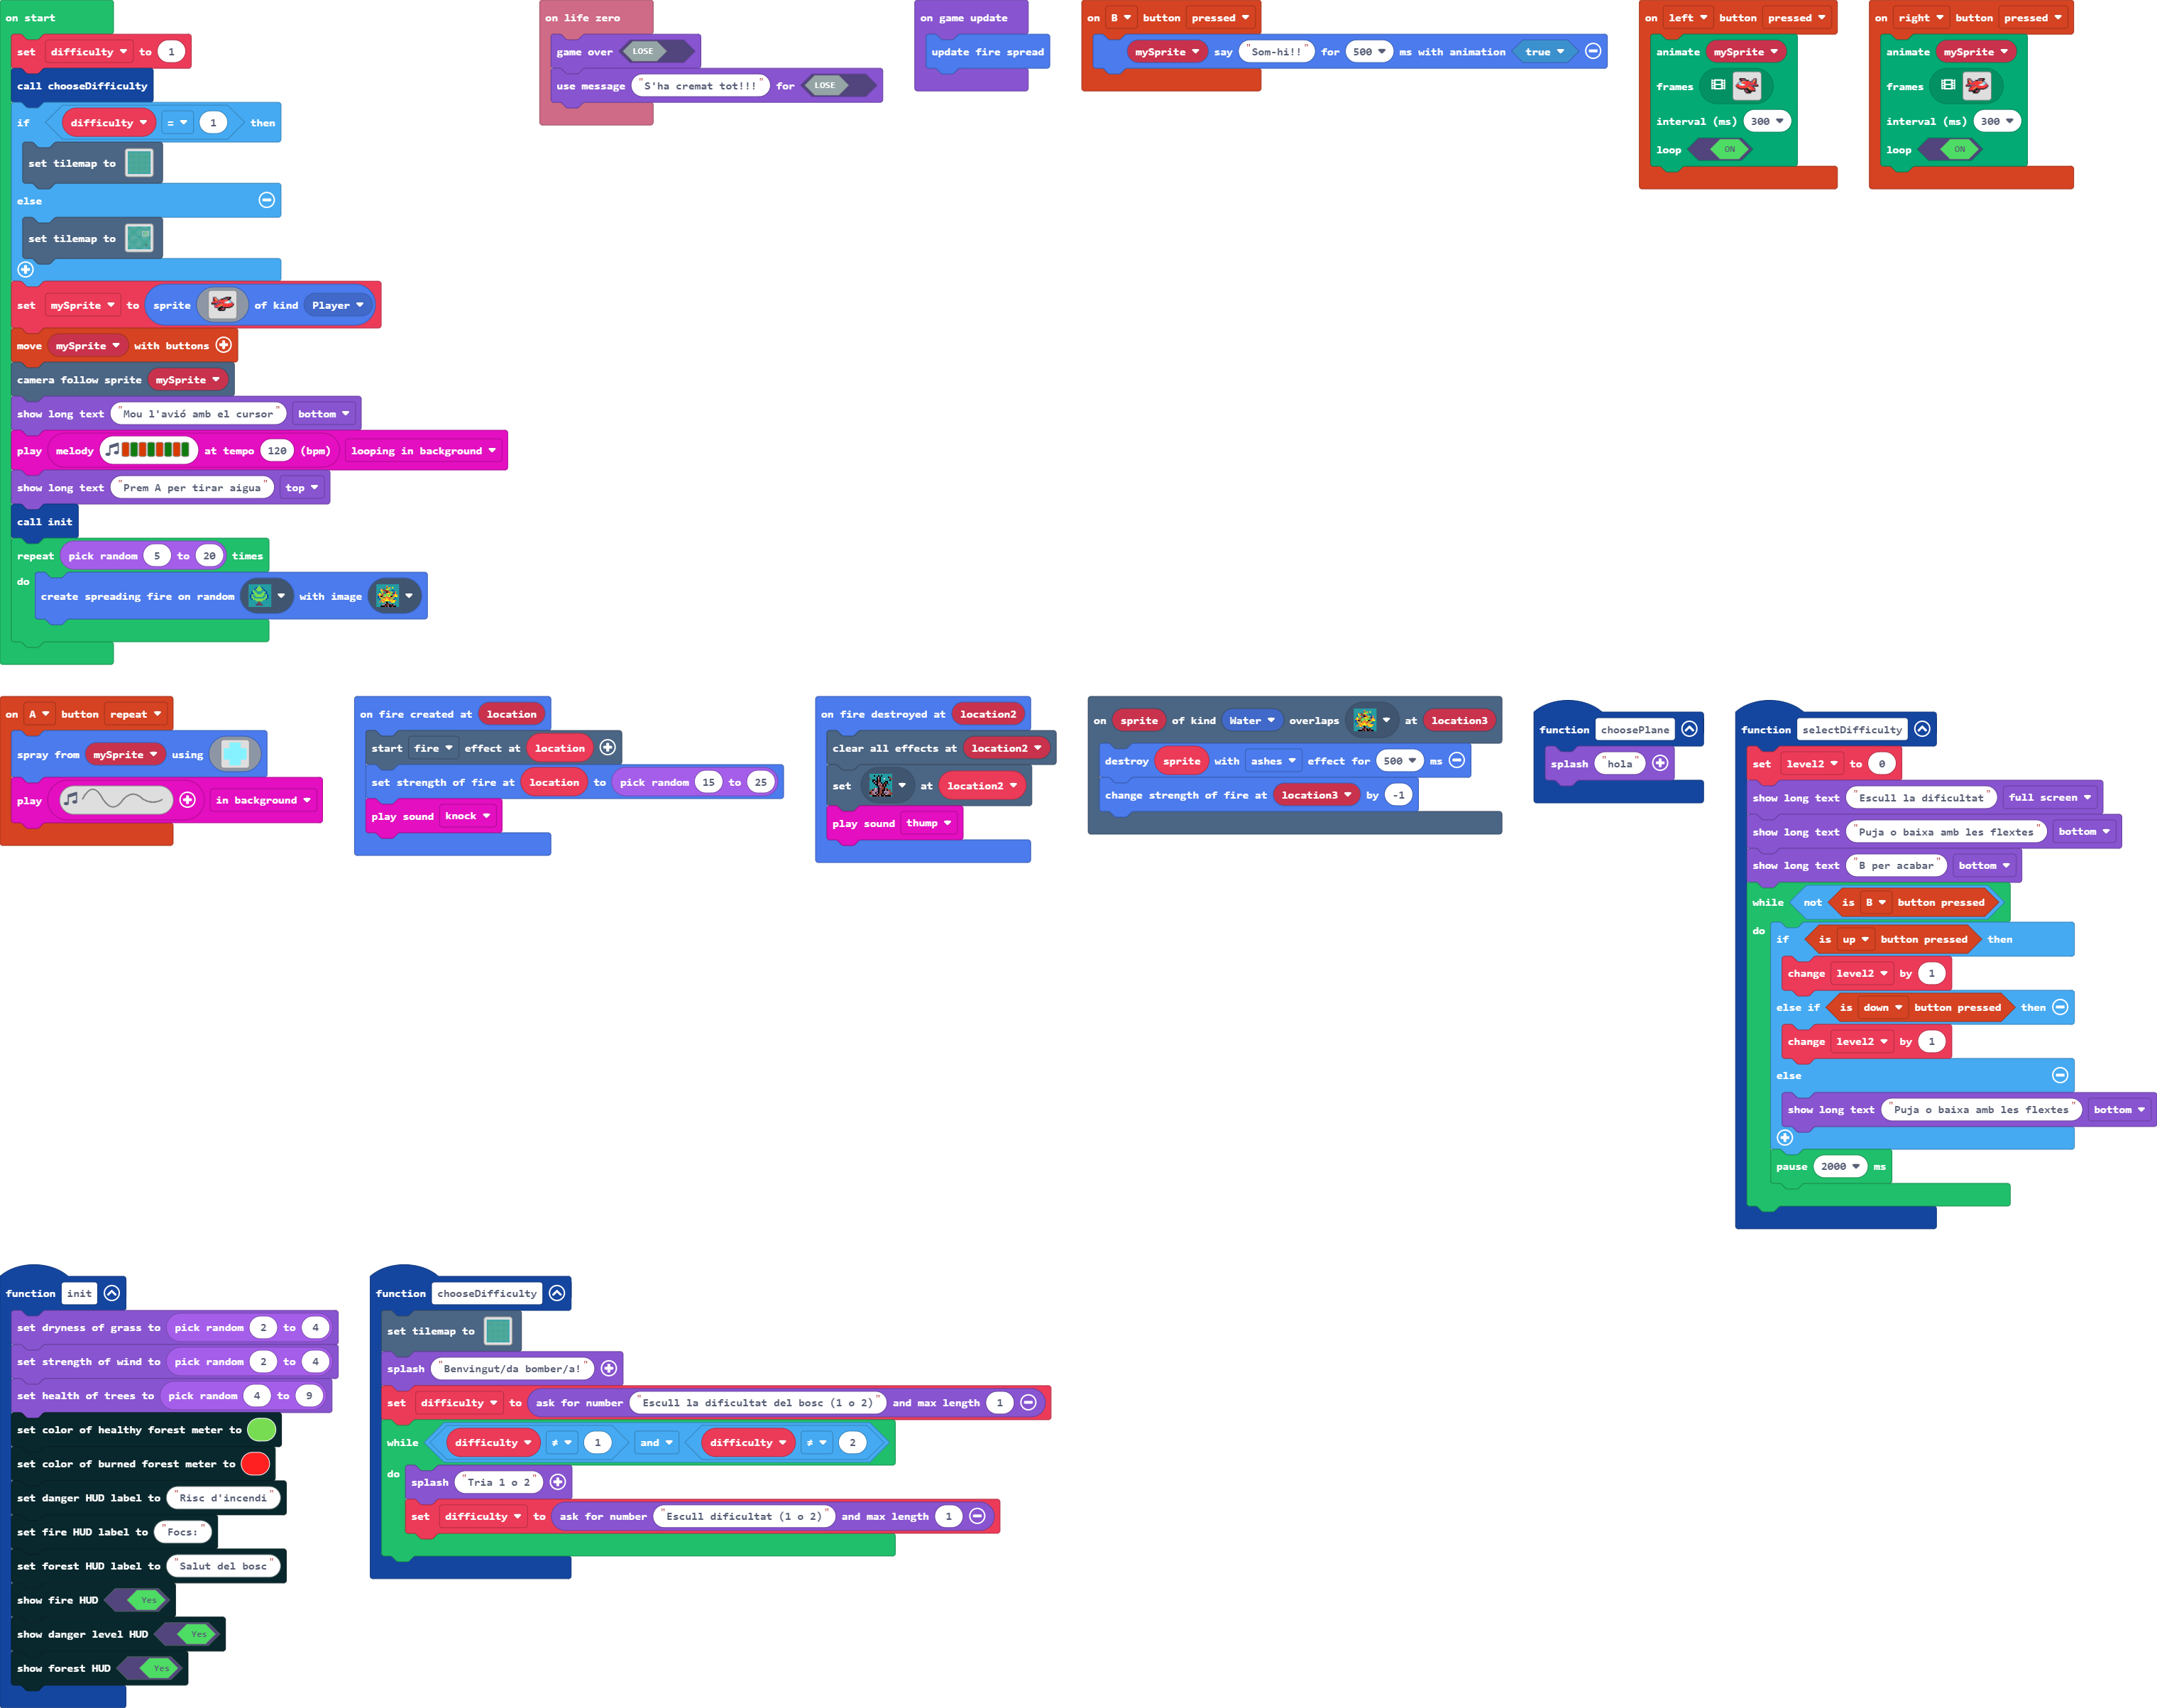 on start
set difficulty to 1
call chooseDifficulty
if difficulty = 1 then
set tilemap to
else
set tilemap to
set mySprite to sprite of kind Player
move mySprite with buttons
camera follow sprite mySprite
show long text "Mou l'avió amb el cursor" bottom
play melody at tempo 120 (bpm) looping in background
show long text "Prem A per tirar aigua" top
call init
repeat pick random 5 to 20 times
do
create spreading fire on random with image
on life zero
game over LOSE
use message "S'ha cremat tot!!!" for LOSE
on game update
update fire spread
on B button pressed
mySprite say "Som-hi!!" for 500 ms with animation true
on left button pressed
animate mySprite
frames
interval (ms) 300
loop ON
on right button pressed
animate mySprite
frames
interval (ms) 300
loop ON
on A button repeat
spray from mySprite using
play in background
on fire created at location
start fire effect at location
set strength of fire at location to pick random 15 to 25
play sound knock
on fire destroyed at location2
clear all effects at location2
set at location2
play sound thump
on sprite of kind Water overlaps at location3
destroy sprite with ashes effect for 500 ms
change strength of fire at location3 by -1
function choosePlane
splash "hola"
function selectDifficulty
set level2 to 0
show long text "Escull la dificultat" full screen
show long text "Puja o baixa amb les flextes" bottom
show long text "B per acabar" bottom
while not is B button pressed
do
if is up button pressed then
change level2 by 1
else if is down button pressed then
change level2 by 1
else
show long text "Puja o baixa amb les flextes" bottom
pause 2000 ms
function init
set dryness of grass to pick random 2 to 4
set strength of wind to pick random 2 to 4
set health of trees to pick random 4 to 9
set color of healthy forest meter to
set color of burned forest meter to
set danger HUD label to "Risc d'incendi"
set fire HUD label to "Focs:"
set forest HUD label to "Salut del bosc"
show fire HUD Yes
show danger level HUD Yes
show forest HUD Yes
function chooseDifficulty
set tilemap to
splash "Benvingut/da bomber/a!"
set difficulty to ask for number "Escull la dificultat del bosc (1 o 2)" and max length 1
while difficulty ≠ 1 and difficulty ≠ 2
do
splash "Tria 1 o 2"
set difficulty to ask for number "Escull dificultat (1 o 2)" and max length 1